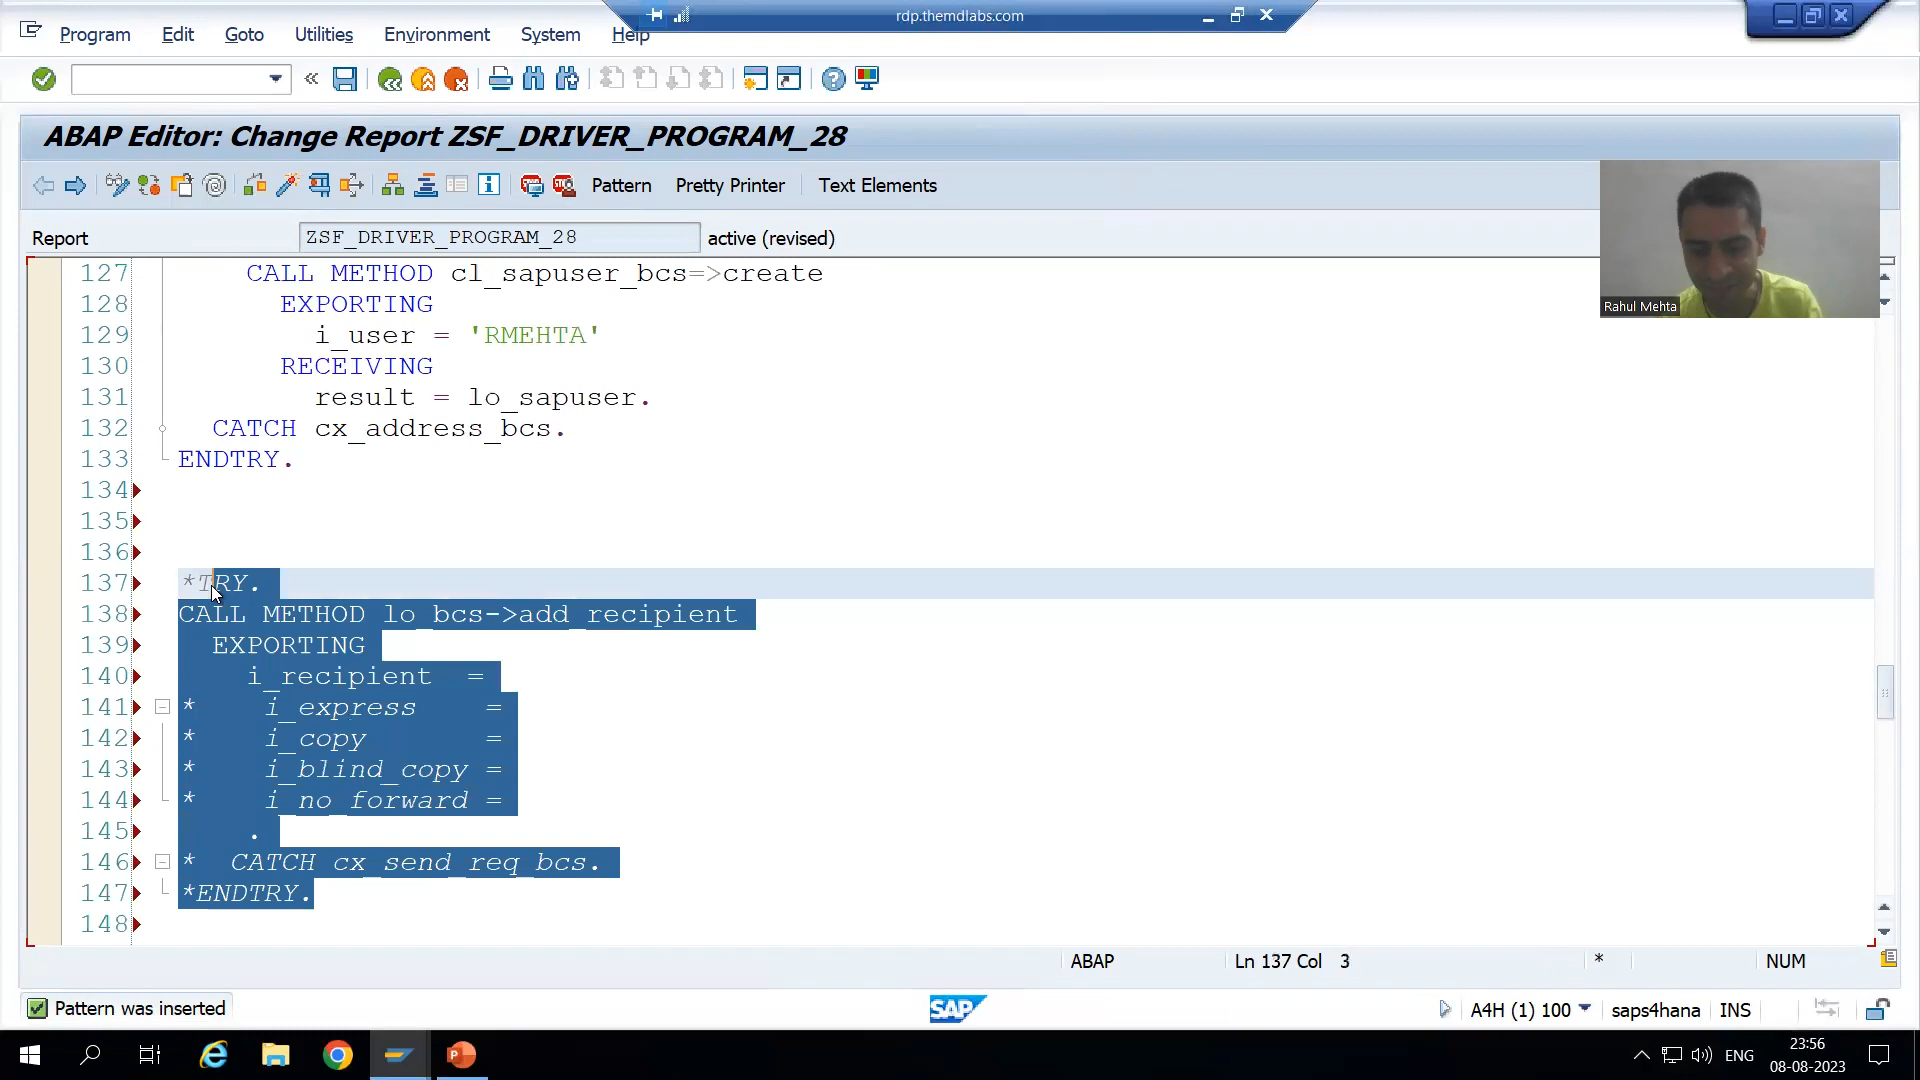 rdp.themdlabs.com
Program Edit Goto Utilities Environment System Help
ABAP Editor: Change Report ZSF_DRIVER_PROGRAM_28
Pattern Pretty Printer Text Elements
Report ZSF_DRIVER_PROGRAM_28 active (revised)
Rahul Mehta
127 CALL METHOD cl_sapuser_bcs=>create
128 EXPORTING
129 i_user = 'RMEHTA'
130 RECEIVING
131 result = lo_sapuser.
132 CATCH cx_address_bcs.
133 ENDTRY.
134
135
136
137 *TRY.
138 CALL METHOD lo_bcs->add_recipient
139 EXPORTING
140 i_recipient =
141 * i_express =
142 * i_copy =
143 * i_blind_copy =
144 * i_no_forward =
145 .
146 * CATCH cx_send_req_bcs.
147 *ENDTRY.
148
ABAP Ln 137 Col 3 * NUM
Pattern was inserted
SAP
A4H (1) 100 saps4hana INS
ENG
23:56
08-08-2023